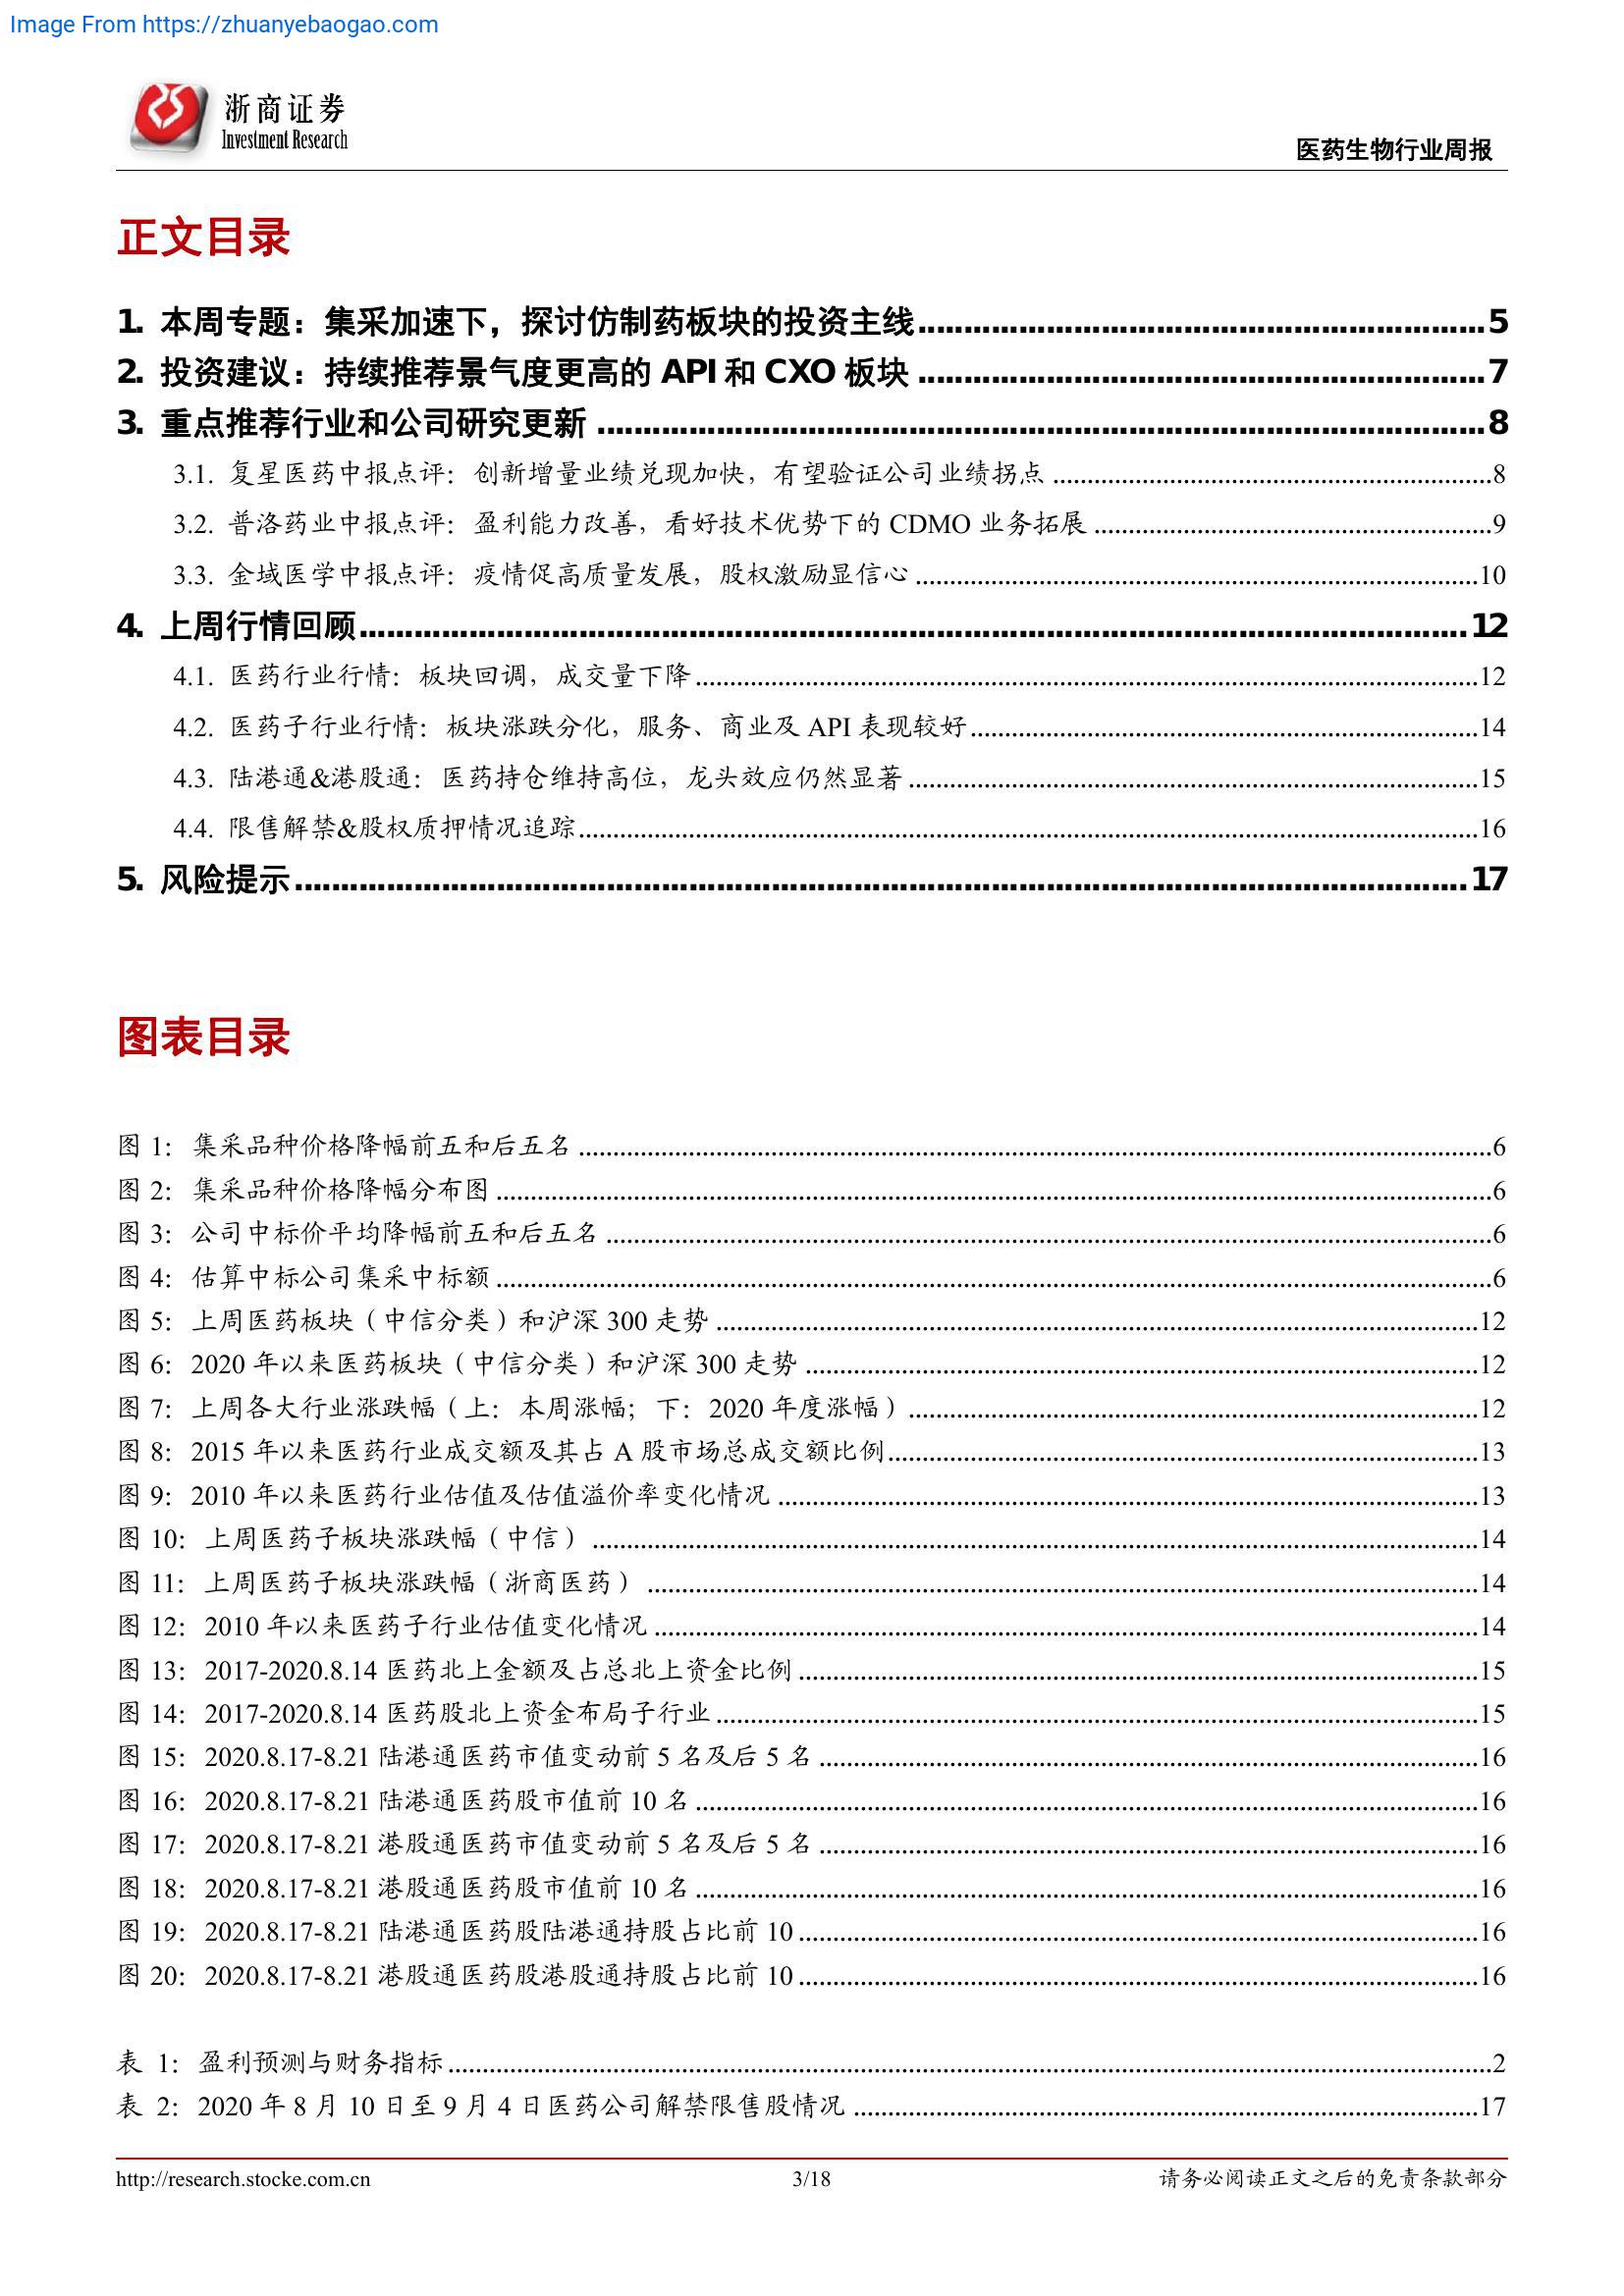 Image From https://zhuanyebaogao.com
浙商证券
Investment Research
医药生物行业周报
正文目录
1. 本周专题：集采加速下，探讨仿制药板块的投资主线......5
2. 投资建议：持续推荐景气度更高的 API 和 CXO 板块......7
3. 重点推荐行业和公司研究更新......8
3.1. 复星医药中报点评：创新增量业绩兑现加快，有望验证公司业绩拐点......8
3.2. 普洛药业中报点评：盈利能力改善，看好技术优势下的 CDMO 业务拓展......9
3.3. 金域医学中报点评：疫情促高质量发展，股权激励显信心......10
4. 上周行情回顾......12
4.1. 医药行业行情：板块回调，成交量下降......12
4.2. 医药子行业行情：板块涨跌分化，服务、商业及 API 表现较好......14
4.3. 陆港通&港股通：医药持仓维持高位，龙头效应仍然显著......15
4.4. 限售解禁&股权质押情况追踪......16
5. 风险提示......17
图表目录
图 1：集采品种价格降幅前五和后五名......6
图 2：集采品种价格降幅分布图......6
图 3：公司中标价平均降幅前五和后五名......6
图 4：估算中标公司集采中标额......6
图 5：上周医药板块（中信分类）和沪深 300 走势......12
图 6：2020 年以来医药板块（中信分类）和沪深 300 走势......12
图 7：上周各大行业涨跌幅（上：本周涨幅；下：2020 年度涨幅）......12
图 8：2015 年以来医药行业成交额及其占 A 股市场总成交额比例......13
图 9：2010 年以来医药行业估值及估值溢价率变化情况......13
图 10：上周医药子板块涨跌幅（中信）......14
图 11：上周医药子板块涨跌幅（浙商医药）......14
图 12：2010 年以来医药子行业估值变化情况......14
图 13：2017-2020.8.14 医药北上金额及占总北上资金比例......15
图 14：2017-2020.8.14 医药股北上资金布局子行业......15
图 15：2020.8.17-8.21 陆港通医药市值变动前 5 名及后 5 名......16
图 16：2020.8.17-8.21 陆港通医药股市值前 10 名......16
图 17：2020.8.17-8.21 港股通医药市值变动前 5 名及后 5 名......16
图 18：2020.8.17-8.21 港股通医药股市值前 10 名......16
图 19：2020.8.17-8.21 陆港通医药股陆港通持股占比前 10......16
图 20：2020.8.17-8.21 港股通医药股港股通持股占比前 10......16
表 1：盈利预测与财务指标......2
表 2：2020 年 8 月 10 日至 9 月 4 日医药公司解禁限售股情况......17
http://research.stocke.com.cn 3/18 请务必阅读正文之后的免责条款部分